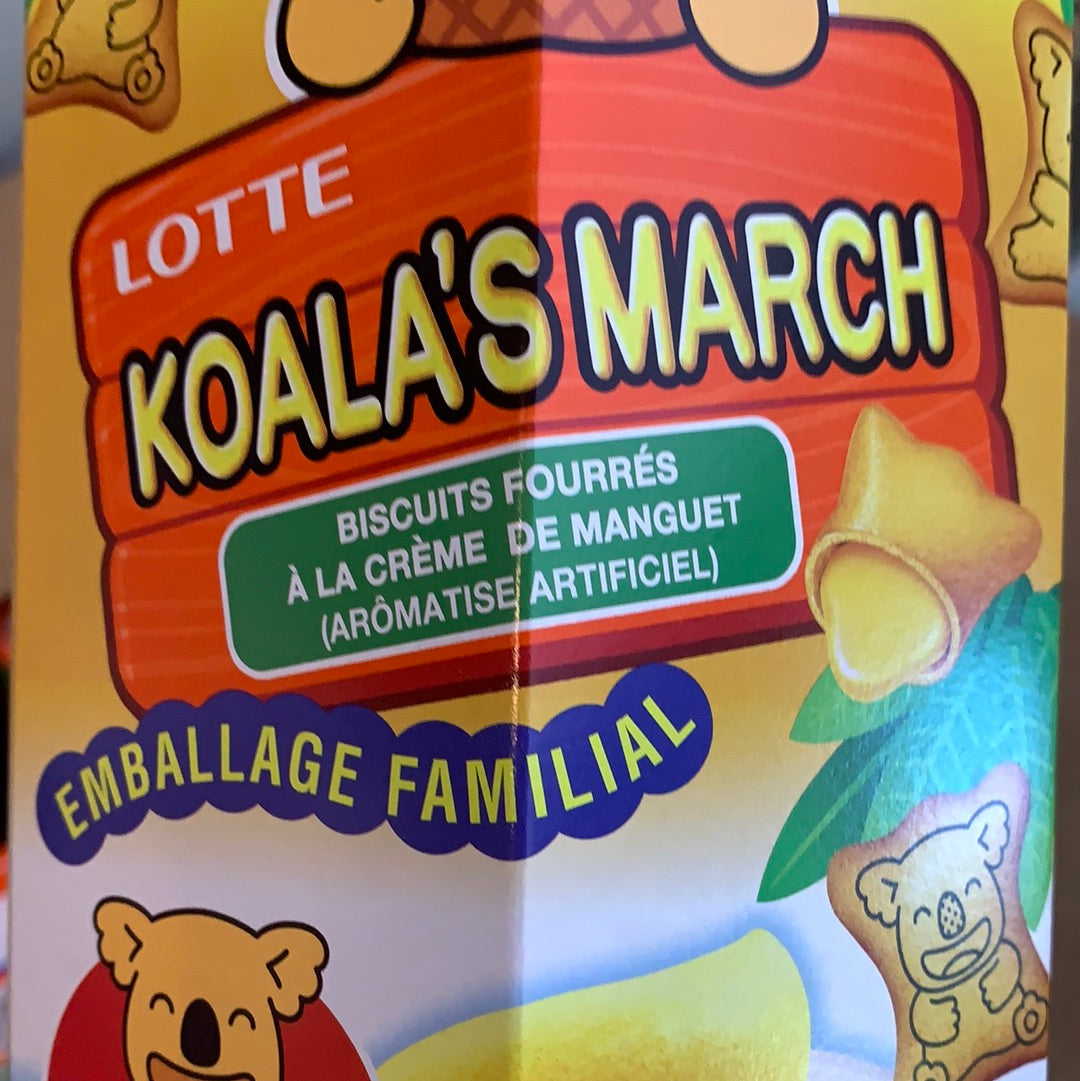 LOTTE
KOALA'S MARCH
BISCUITS FOURRÉS
À LA CRÈME DE MANGUET
(ARÔMATISE ARTIFICIEL)
EMBALLAGE FAMILIAL